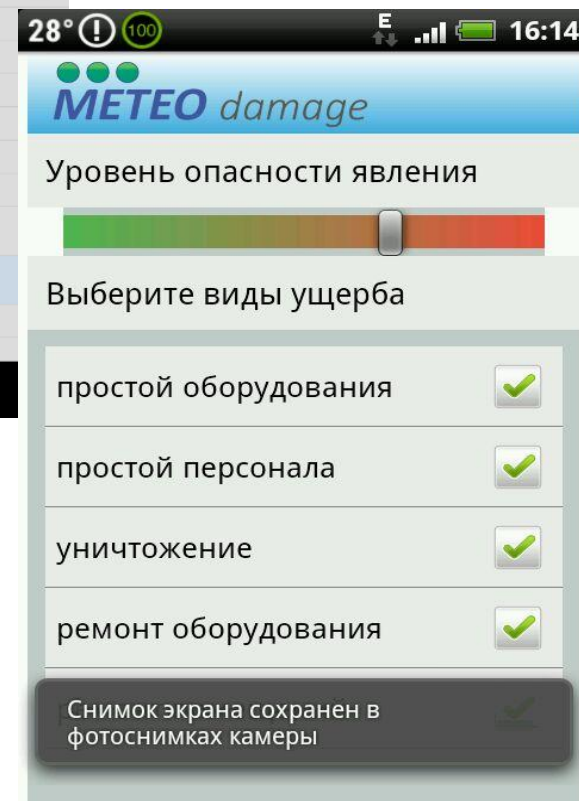 28° 100 E 16:14
METEO damage
Уровень опасности явления
Выберите виды ущерба
простой оборудования
простой персонала
уничтожение
ремонт оборудования
Снимок экрана сохранен в
фотоснимках камеры